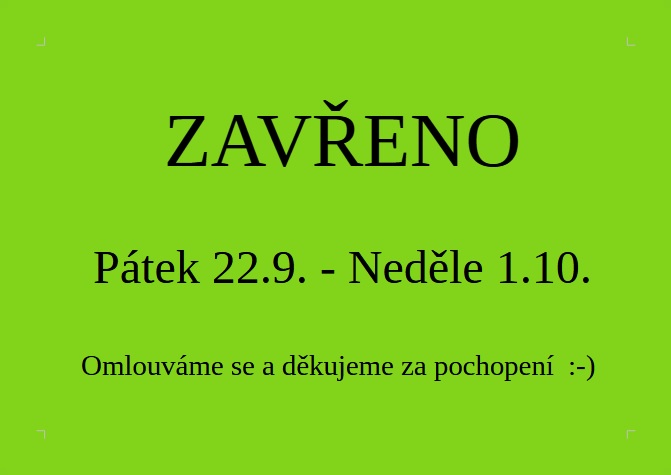 ZAVŘENO
Pátek 22.9. - Neděle 1.10.
Omlouváme se a děkujeme za pochopení  :-)